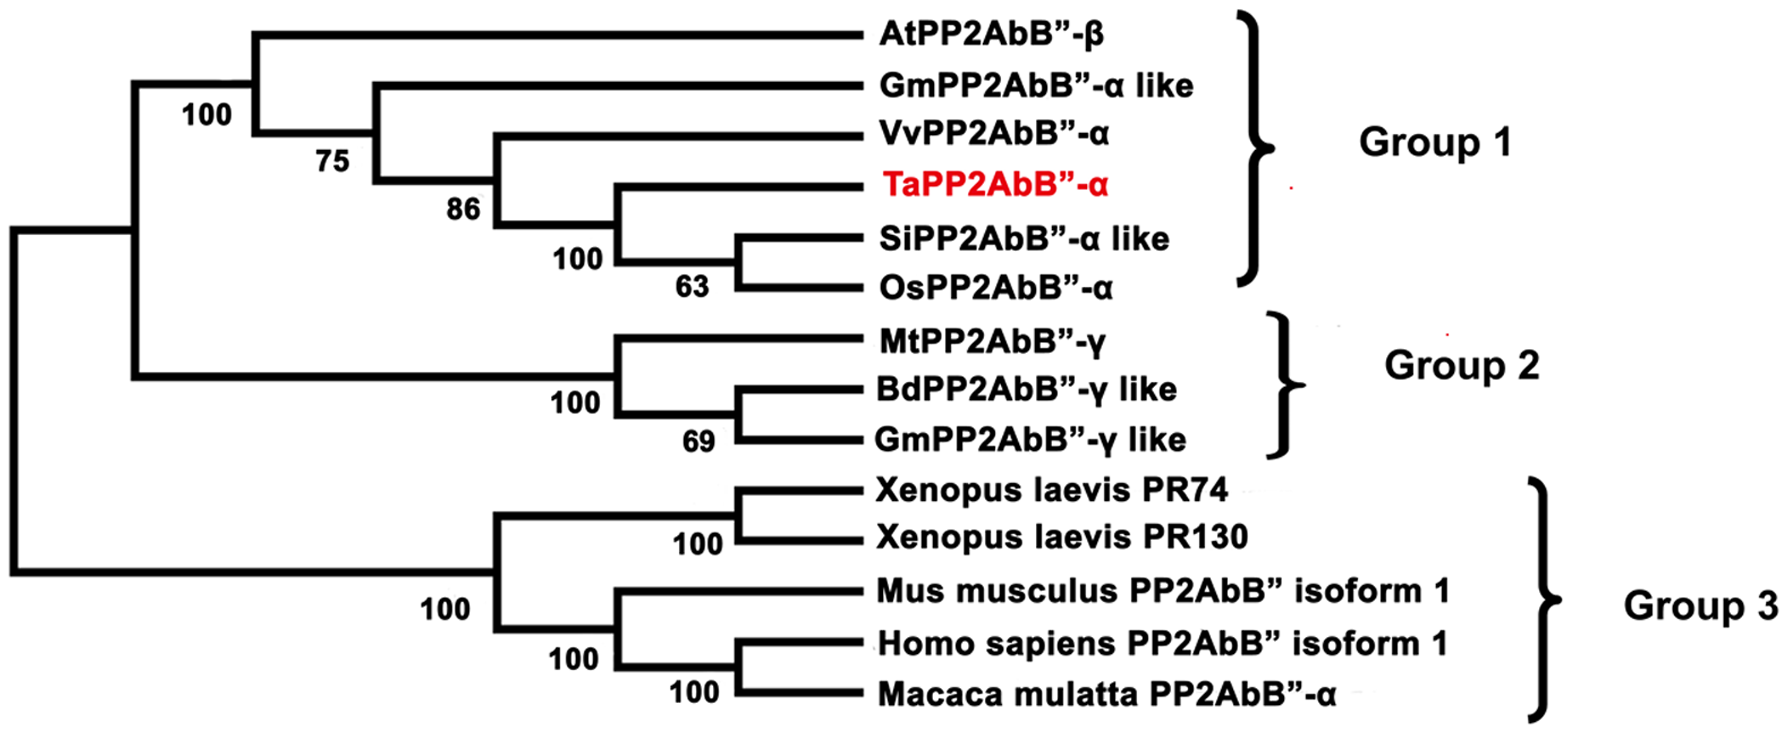 AtPP2AbB”-β
GmPP2AbB”-α like
100
VvPP2AbB”-α
Group 1
75
TaPP2AbB”-α
86
SiPP2AbB”-α like
100
63
OsPP2AbB”-α
MtPP2AbB”-γ
Group 2
BdPP2AbB”-γ like
100
69
GmPP2AbB”-γ like
Xenopus laevis PR74
100
Xenopus laevis PR130
Mus musculus PP2AbB” isoform 1
Group 3
100
Homo sapiens PP2AbB” isoform 1
100
100
Macaca mulatta PP2AbB”-α